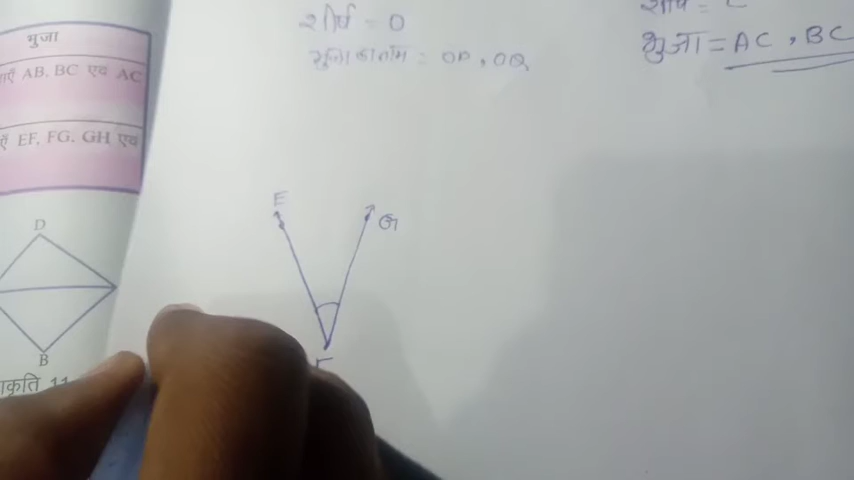 भुजा
AB, BC एवं AC
EF, FG, GH एवं
D
B
शीर्ष = O
भुजा का नाम = OP, OQ
शीर्ष = C
भुजा = AC, BC
E
G
F